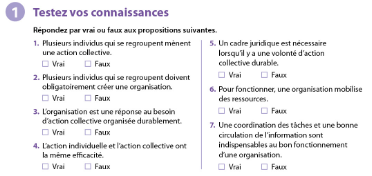 1 Testez vos connaissances
Répondez par vrai ou faux aux propositions suivantes.
1. Plusieurs individus qui se regroupent mènent
une action collective.
☐ Vrai ☐ Faux
2. Plusieurs individus qui se regroupent doivent
obligatoirement créer une organisation.
☐ Vrai ☐ Faux
3. L'organisation est une réponse au besoin
d'action collective organisée durablement.
☐ Vrai ☐ Faux
4. L'action individuelle et l'action collective ont
la même efficacité.
☐ Vrai ☐ Faux
5. Un cadre juridique est nécessaire
lorsqu'il y a une volonté d'action
collective durable.
☐ Vrai ☐ Faux
6. Pour fonctionner, une organisation mobilise
des ressources.
☐ Vrai ☐ Faux
7. Une coordination des tâches et une bonne
circulation de l'information sont
indispensables au bon fonctionnement
d'une organisation.
☐ Vrai ☐ Faux